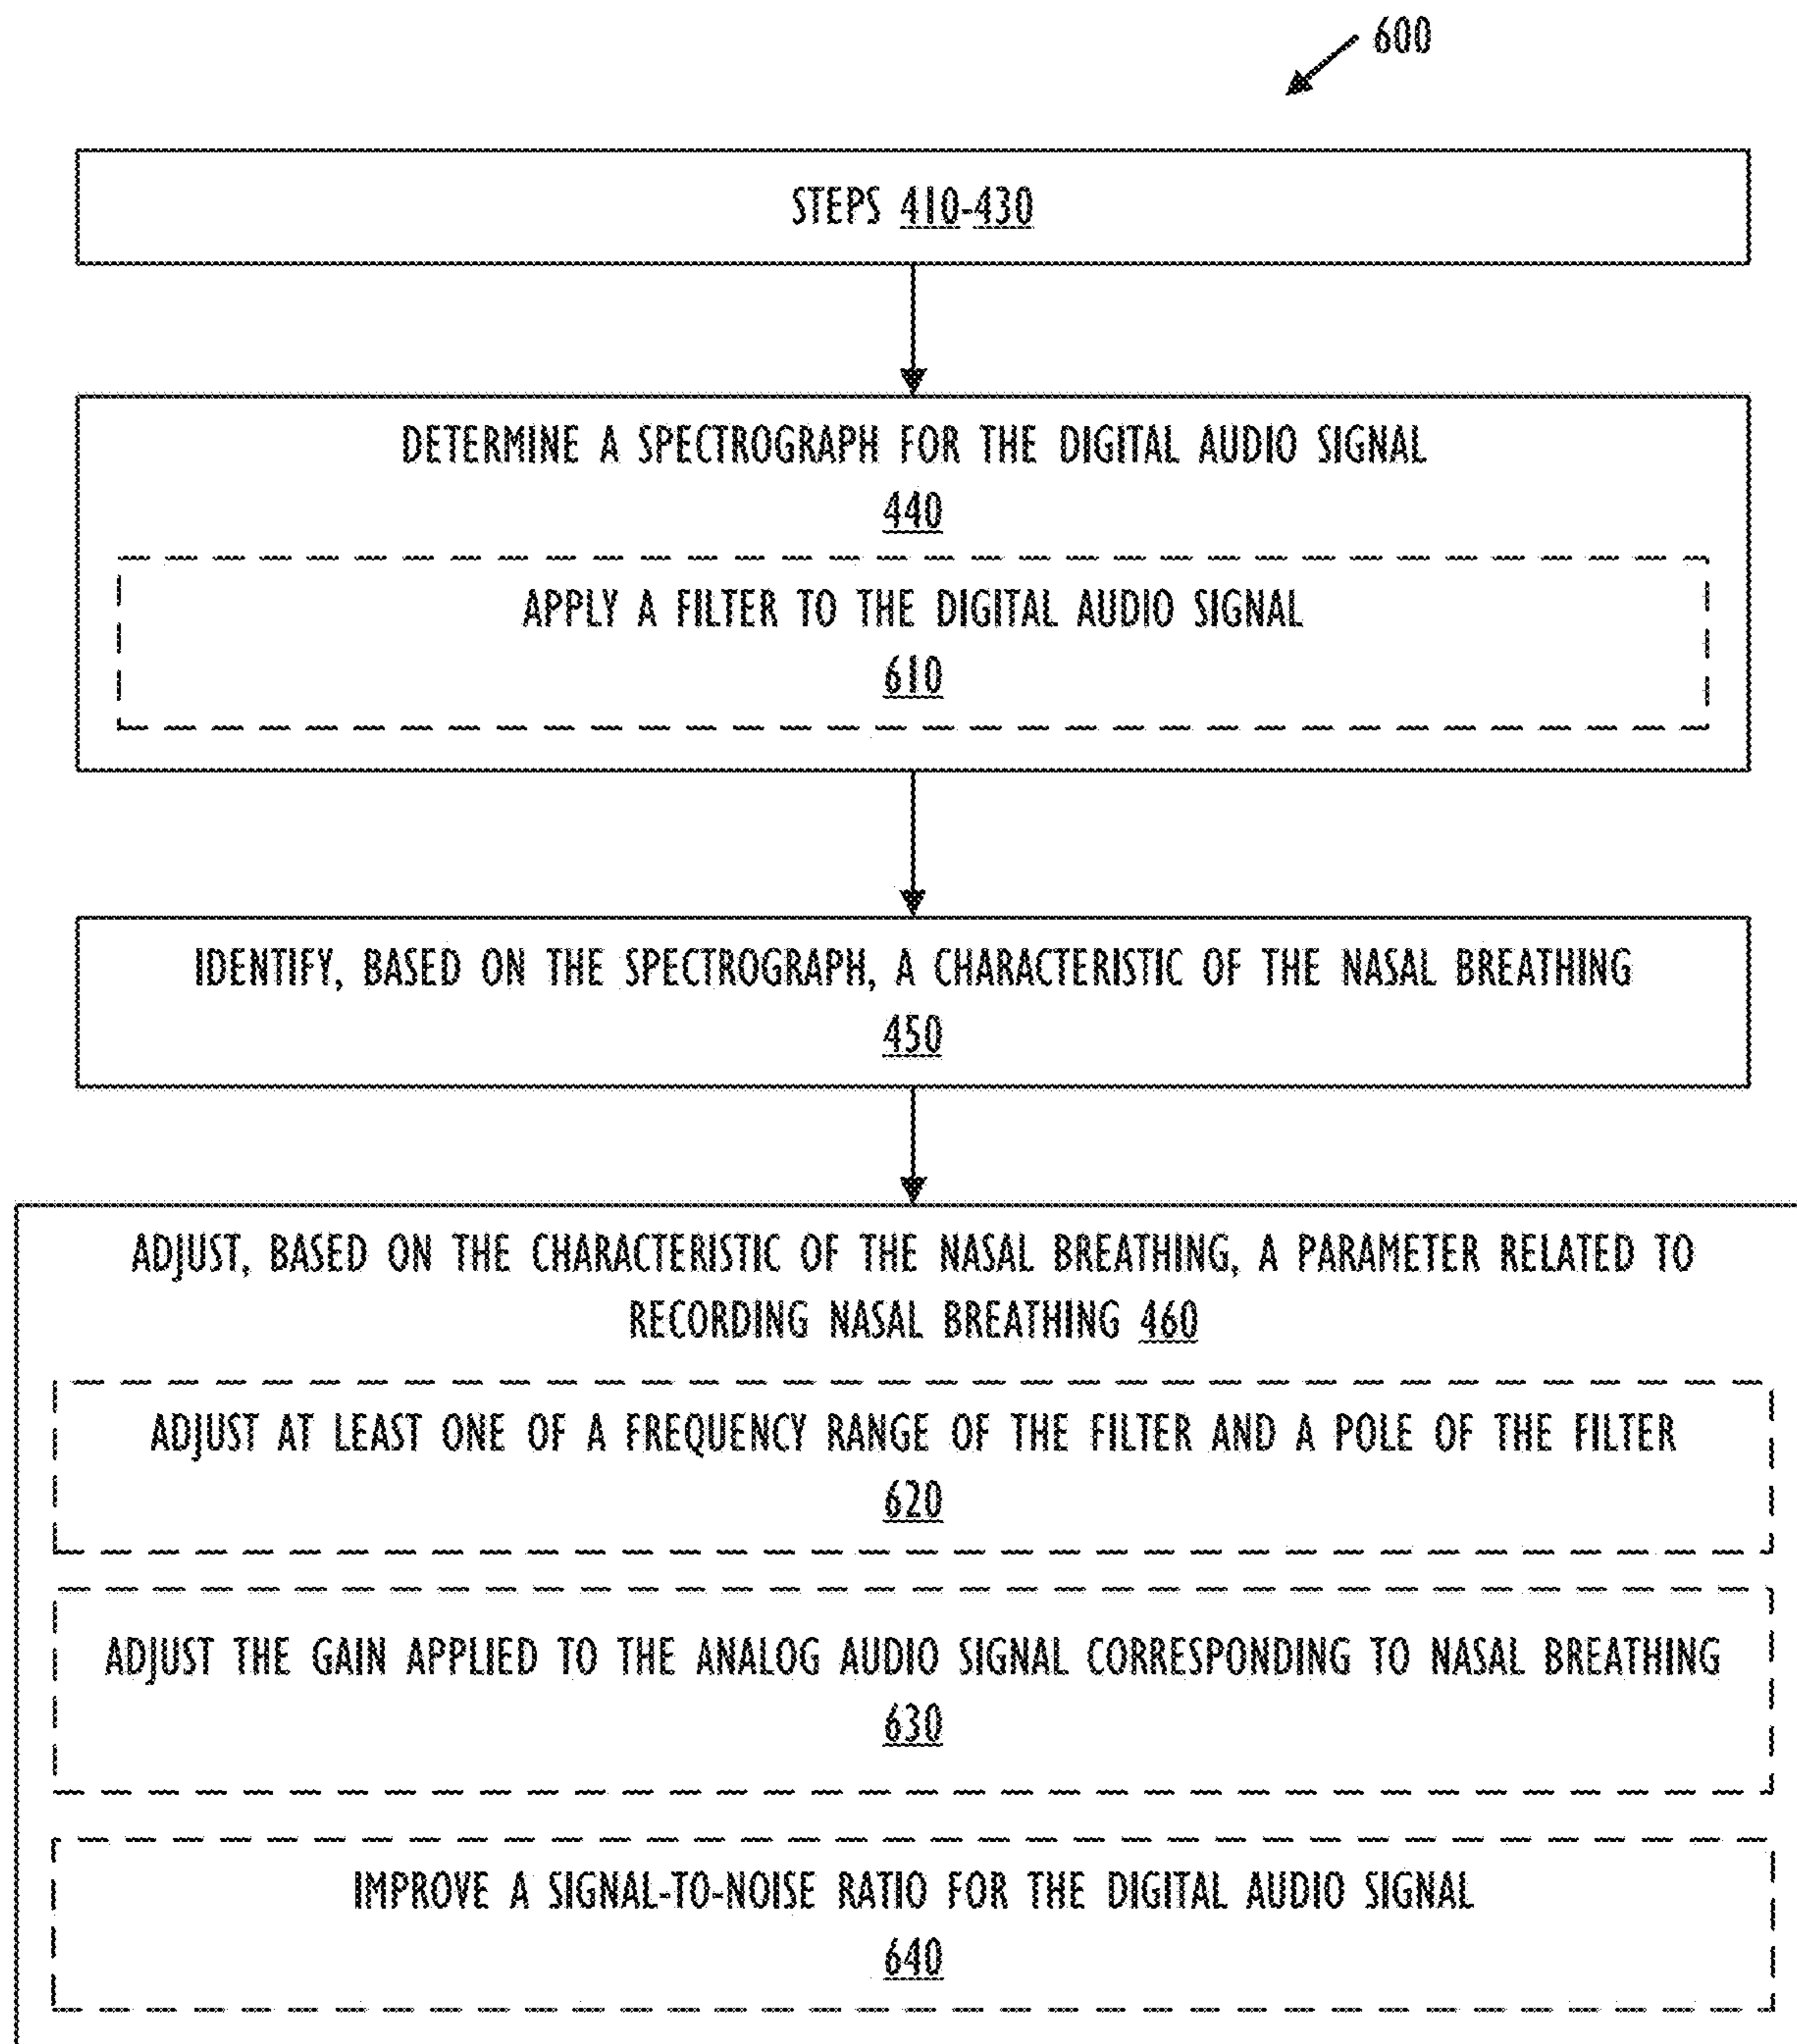 600
STEPS 410-430
DETERMINE A SPECTROGRAPH FOR THE DIGITAL AUDIO SIGNAL
440
APPLY A FILTER TO THE DIGITAL AUDIO SIGNAL
610
IDENTIFY, BASED ON THE SPECTROGRAPH, A CHARACTERISTIC OF THE NASAL BREATHING
450
ADJUST, BASED ON THE CHARACTERISTIC OF THE NASAL BREATHING, A PARAMETER RELATED TO
RECORDING NASAL BREATHING 460
ADJUST AT LEAST ONE OF A FREQUENCY RANGE OF THE FILTER AND A POLE OF THE FILTER
620
ADJUST THE GAIN APPLIED TO THE ANALOG AUDIO SIGNAL CORRESPONDING TO NASAL BREATHING
630
IMPROVE A SIGNAL-TO-NOISE RATIO FOR THE DIGITAL AUDIO SIGNAL
640